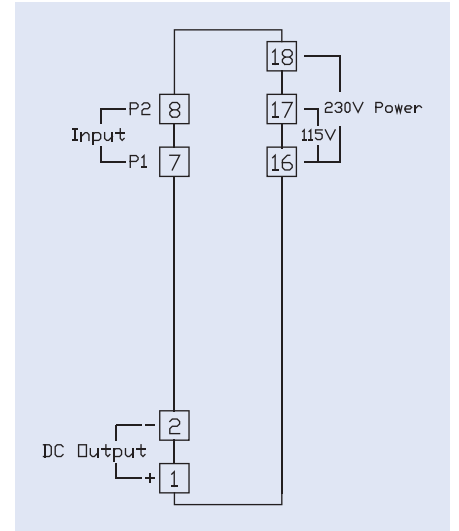 18
P2 8 17 230V Power
Input 115V
P1 7 16
- 2
DC Output
+ 1